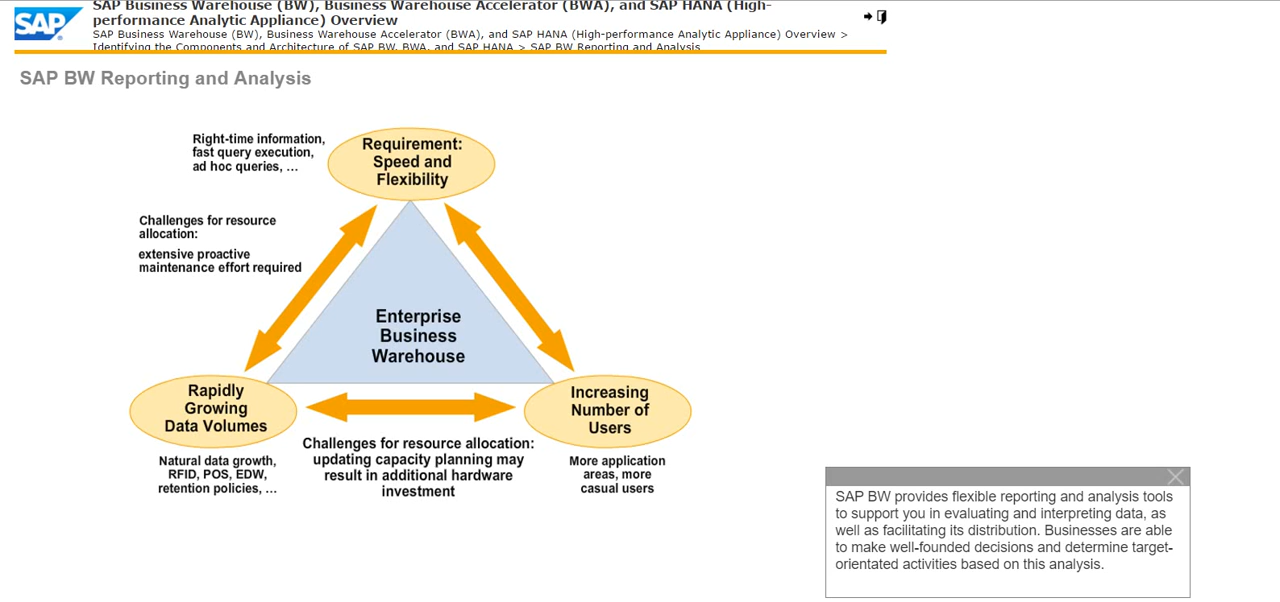 SAP
SAP Business Warehouse (BW), Business Warehouse Accelerator (BWA), and SAP HANA (High-
performance Analytic Appliance) Overview
SAP Business Warehouse (BW), Business Warehouse Accelerator (BWA), and SAP HANA (High-performance Analytic Appliance) Overview >
Identifying the Components and Architecture of SAP BW, BWA, and SAP HANA > SAP BW Reporting and Analysis
SAP BW Reporting and Analysis
Right-time information,
fast query execution,
ad hoc queries, ...
Requirement:
Speed and
Flexibility
Challenges for resource
allocation:
extensive proactive
maintenance effort required
Enterprise
Business
Warehouse
Rapidly
Growing
Data Volumes
Increasing
Number of
Users
Natural data growth,
RFID, POS, EDW,
retention policies, ...
Challenges for resource allocation:
updating capacity planning may
result in additional hardware
investment
More application
areas, more
casual users
SAP BW provides flexible reporting and analysis tools
to support you in evaluating and interpreting data, as
well as facilitating its distribution. Businesses are able
to make well-founded decisions and determine target-
orientated activities based on this analysis.